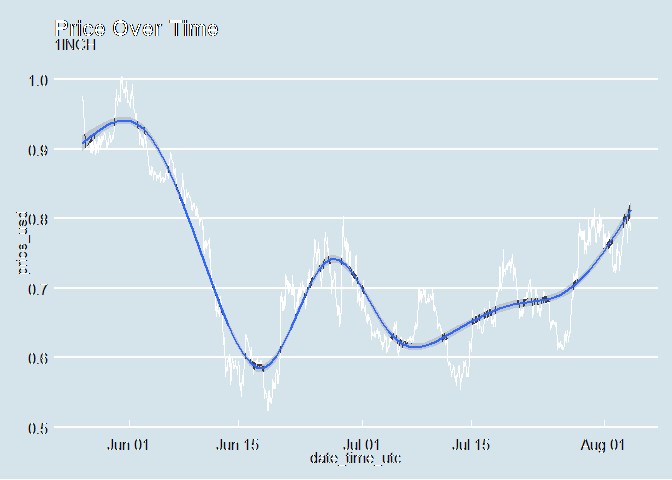 Price Over Time
1INCH
1.0
0.9
0.8
0.7
0.6
0.5
price_usd
Jun 01
Jun 15
Jul 01
Jul 15
Aug 01
date_time_utc